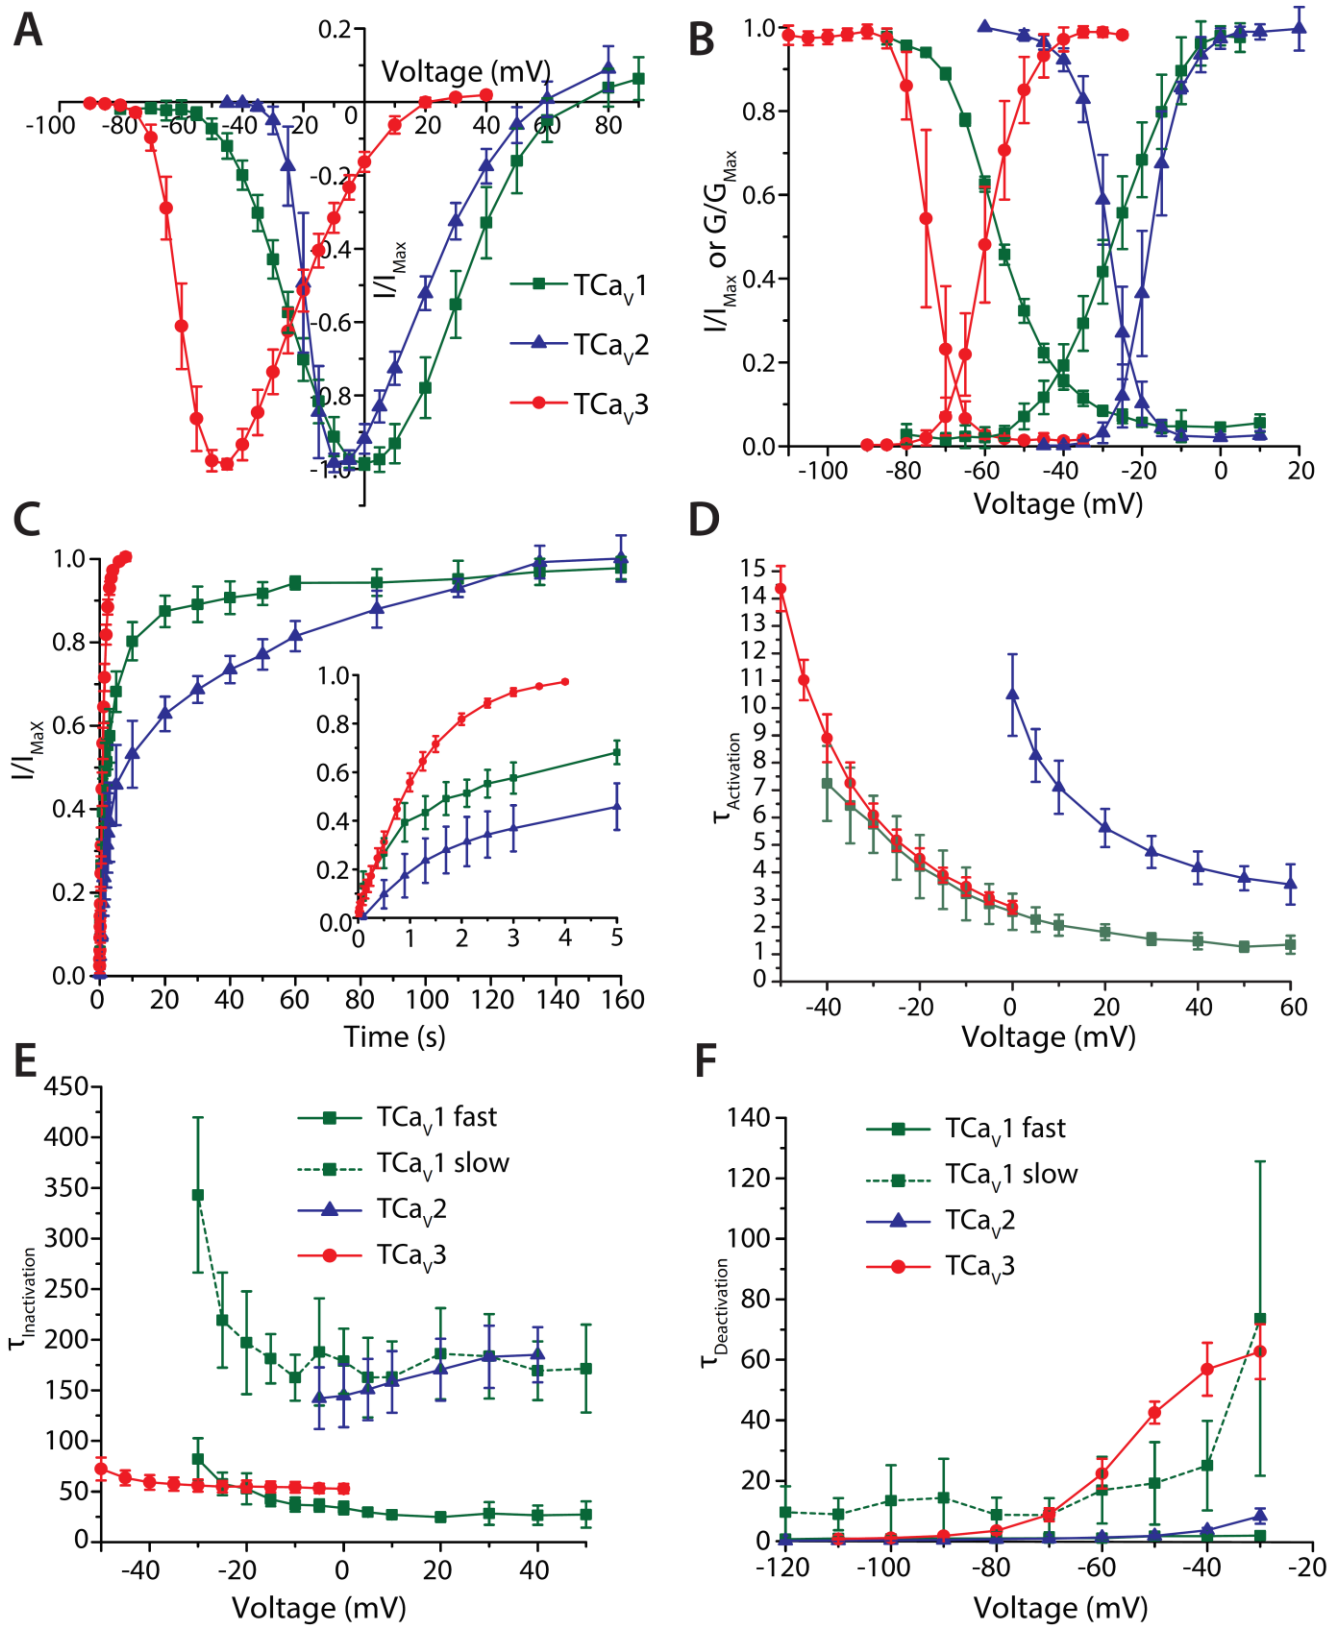 A
Voltage (mV)
0.2
0
-0.2
-0.4
-0.6
-0.8
-1.0
-100 -80 -60 -40 -20 0 20 40 60 80
I/I Max
TCaV1
TCaV2
TCaV3
B
1.0
0.8
0.6
0.4
0.2
0.0
I/I Max or G/G Max
-100 -80 -60 -40 -20 0 20
Voltage (mV)
C
1.0
0.8
0.6
0.4
0.2
0.0
I/I Max
0 20 40 60 80 100 120 140 160
Time (s)
1.0
0.8
0.6
0.4
0.2
0.0
0 1 2 3 4 5
D
15
14
13
12
11
10
9
8
7
6
5
4
3
2
1
0
τ Activation
-40 -20 0 20 40 60
Voltage (mV)
E
450
400
350
300
250
200
150
100
50
0
τ Inactivation
-40 -20 0 20 40
Voltage (mV)
TCaV1 fast
TCaV1 slow
TCaV2
TCaV3
F
140
120
100
80
60
40
20
0
τ Deactivation
-120 -100 -80 -60 -40 -20
Voltage (mV)
TCaV1 fast
TCaV1 slow
TCaV2
TCaV3